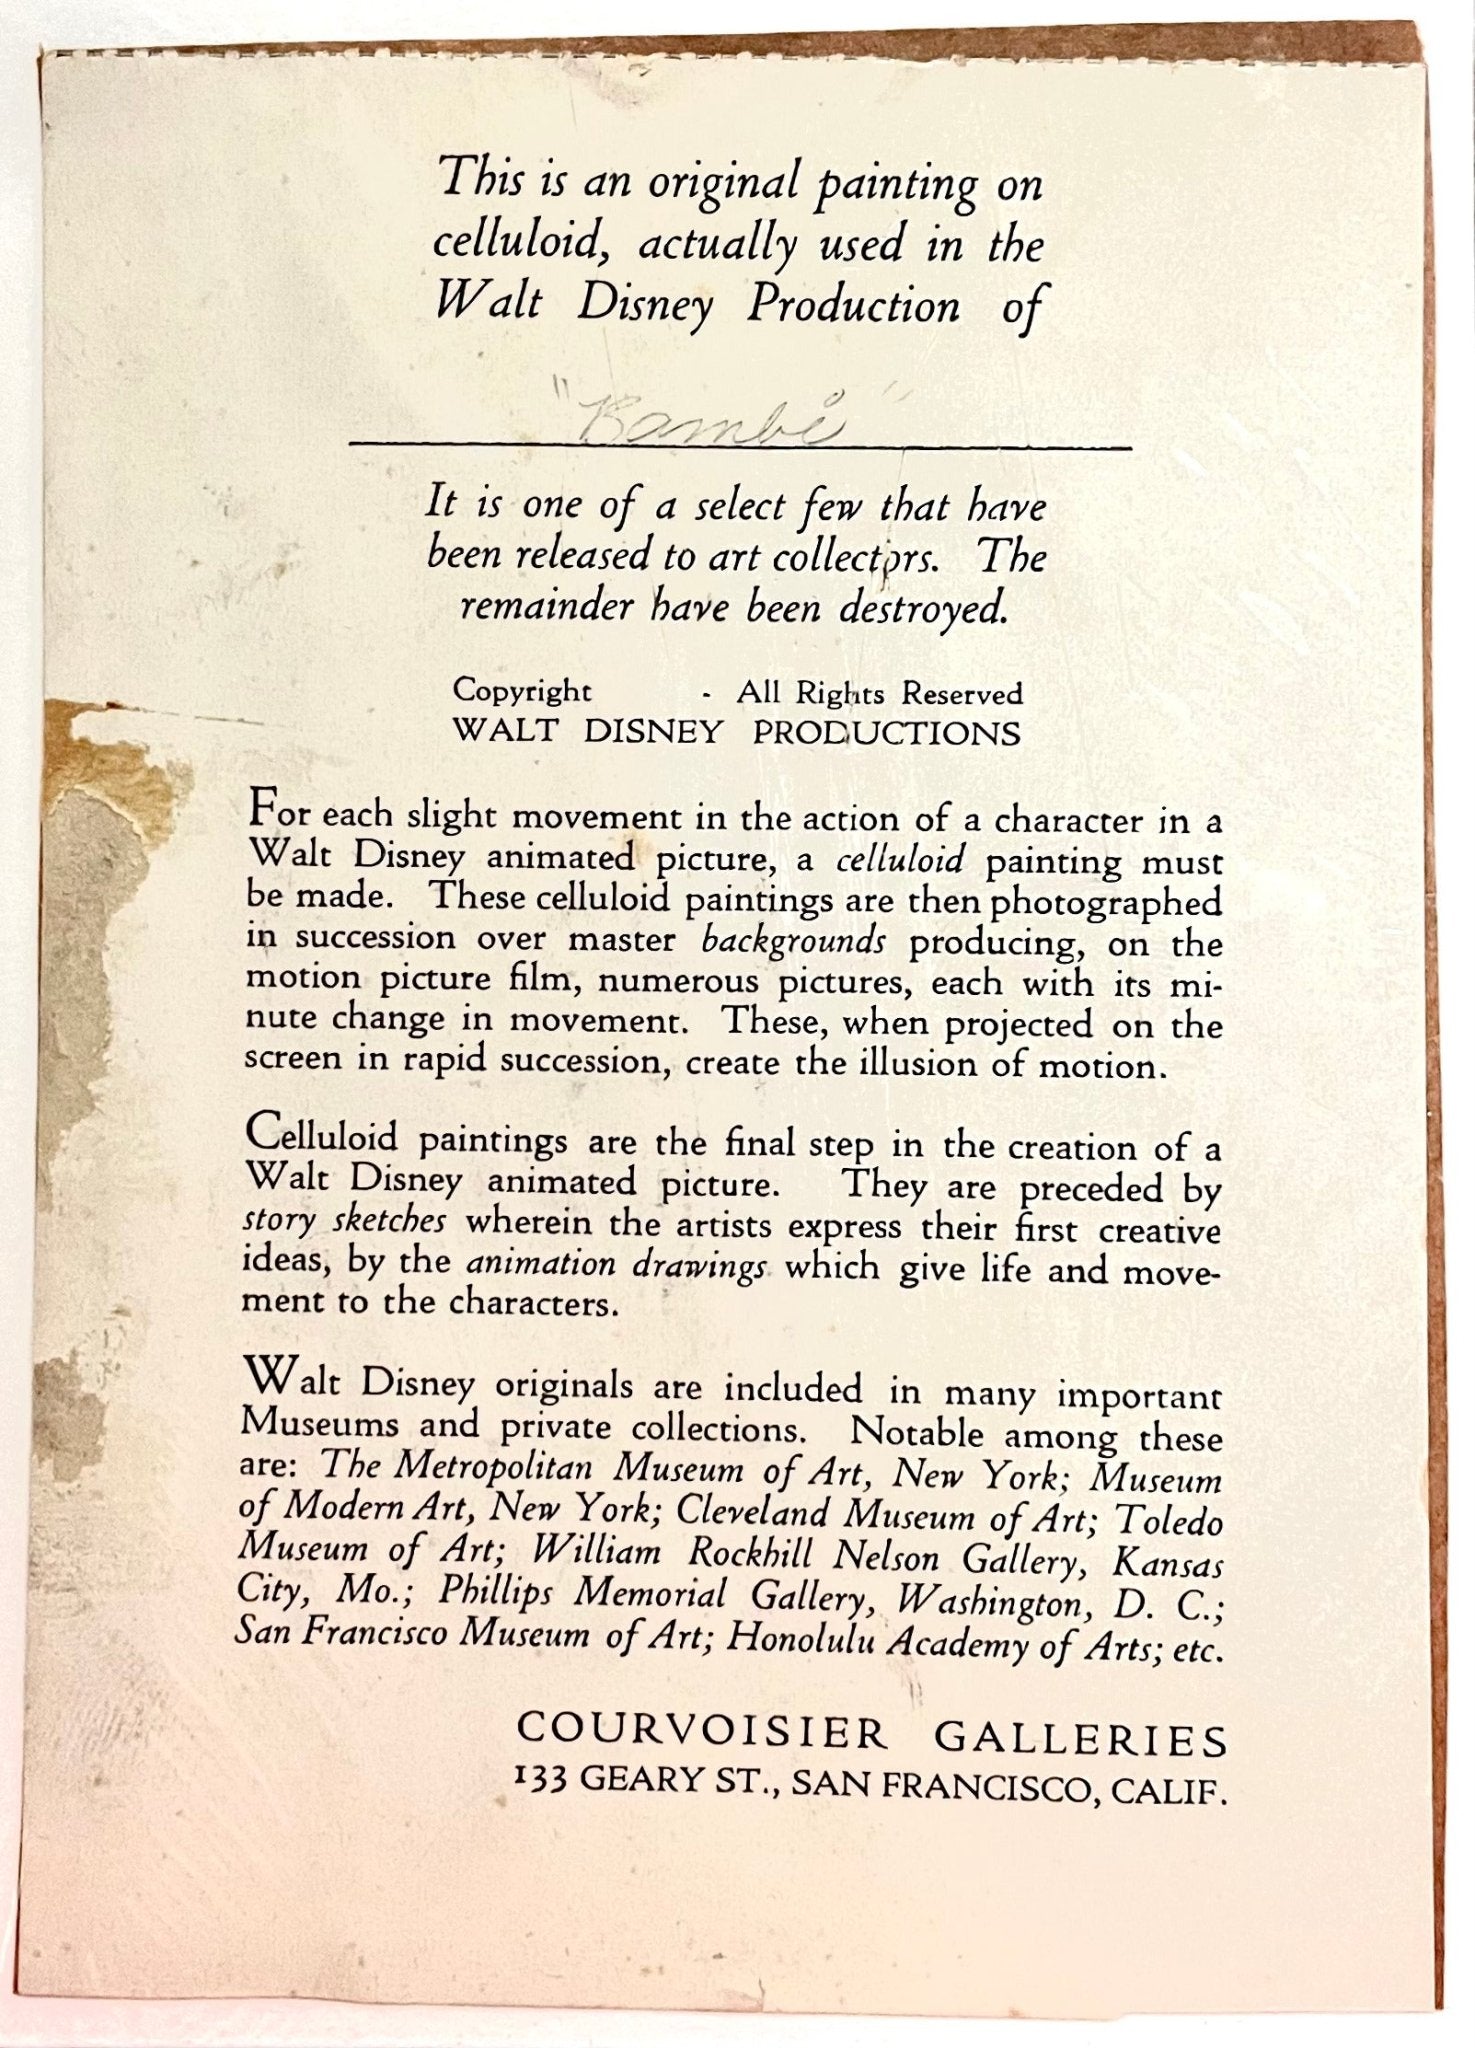 This is an original painting on
celluloid, actually used in the
Walt Disney Production of
"Bambi"
It is one of a select few that have
been released to art collectors. The
remainder have been destroyed.
Copyright - All Rights Reserved
WALT DISNEY PRODUCTIONS
For each slight movement in the action of a character in a
Walt Disney animated picture, a celluloid painting must
be made. These celluloid paintings are then photographed
in succession over master backgrounds producing, on the
motion picture film, numerous pictures, each with its mi-
nute change in movement. These, when projected on the
screen in rapid succession, create the illusion of motion.
Celluloid paintings are the final step in the creation of a
Walt Disney animated picture. They are preceded by
story sketches wherein the artists express their first creative
ideas, by the animation drawings which give life and move-
ment to the characters.
Walt Disney originals are included in many important
Museums and private collections. Notable among these
are: The Metropolitan Museum of Art, New York; Museum
of Modern Art, New York; Cleveland Museum of Art; Toledo
Museum of Art; William Rockhill Nelson Gallery, Kansas
City, Mo.; Phillips Memorial Gallery, Washington, D. C.;
San Francisco Museum of Art; Honolulu Academy of Arts; etc.
COURVOISIER GALLERIES
133 GEARY ST., SAN FRANCISCO, CALIF.